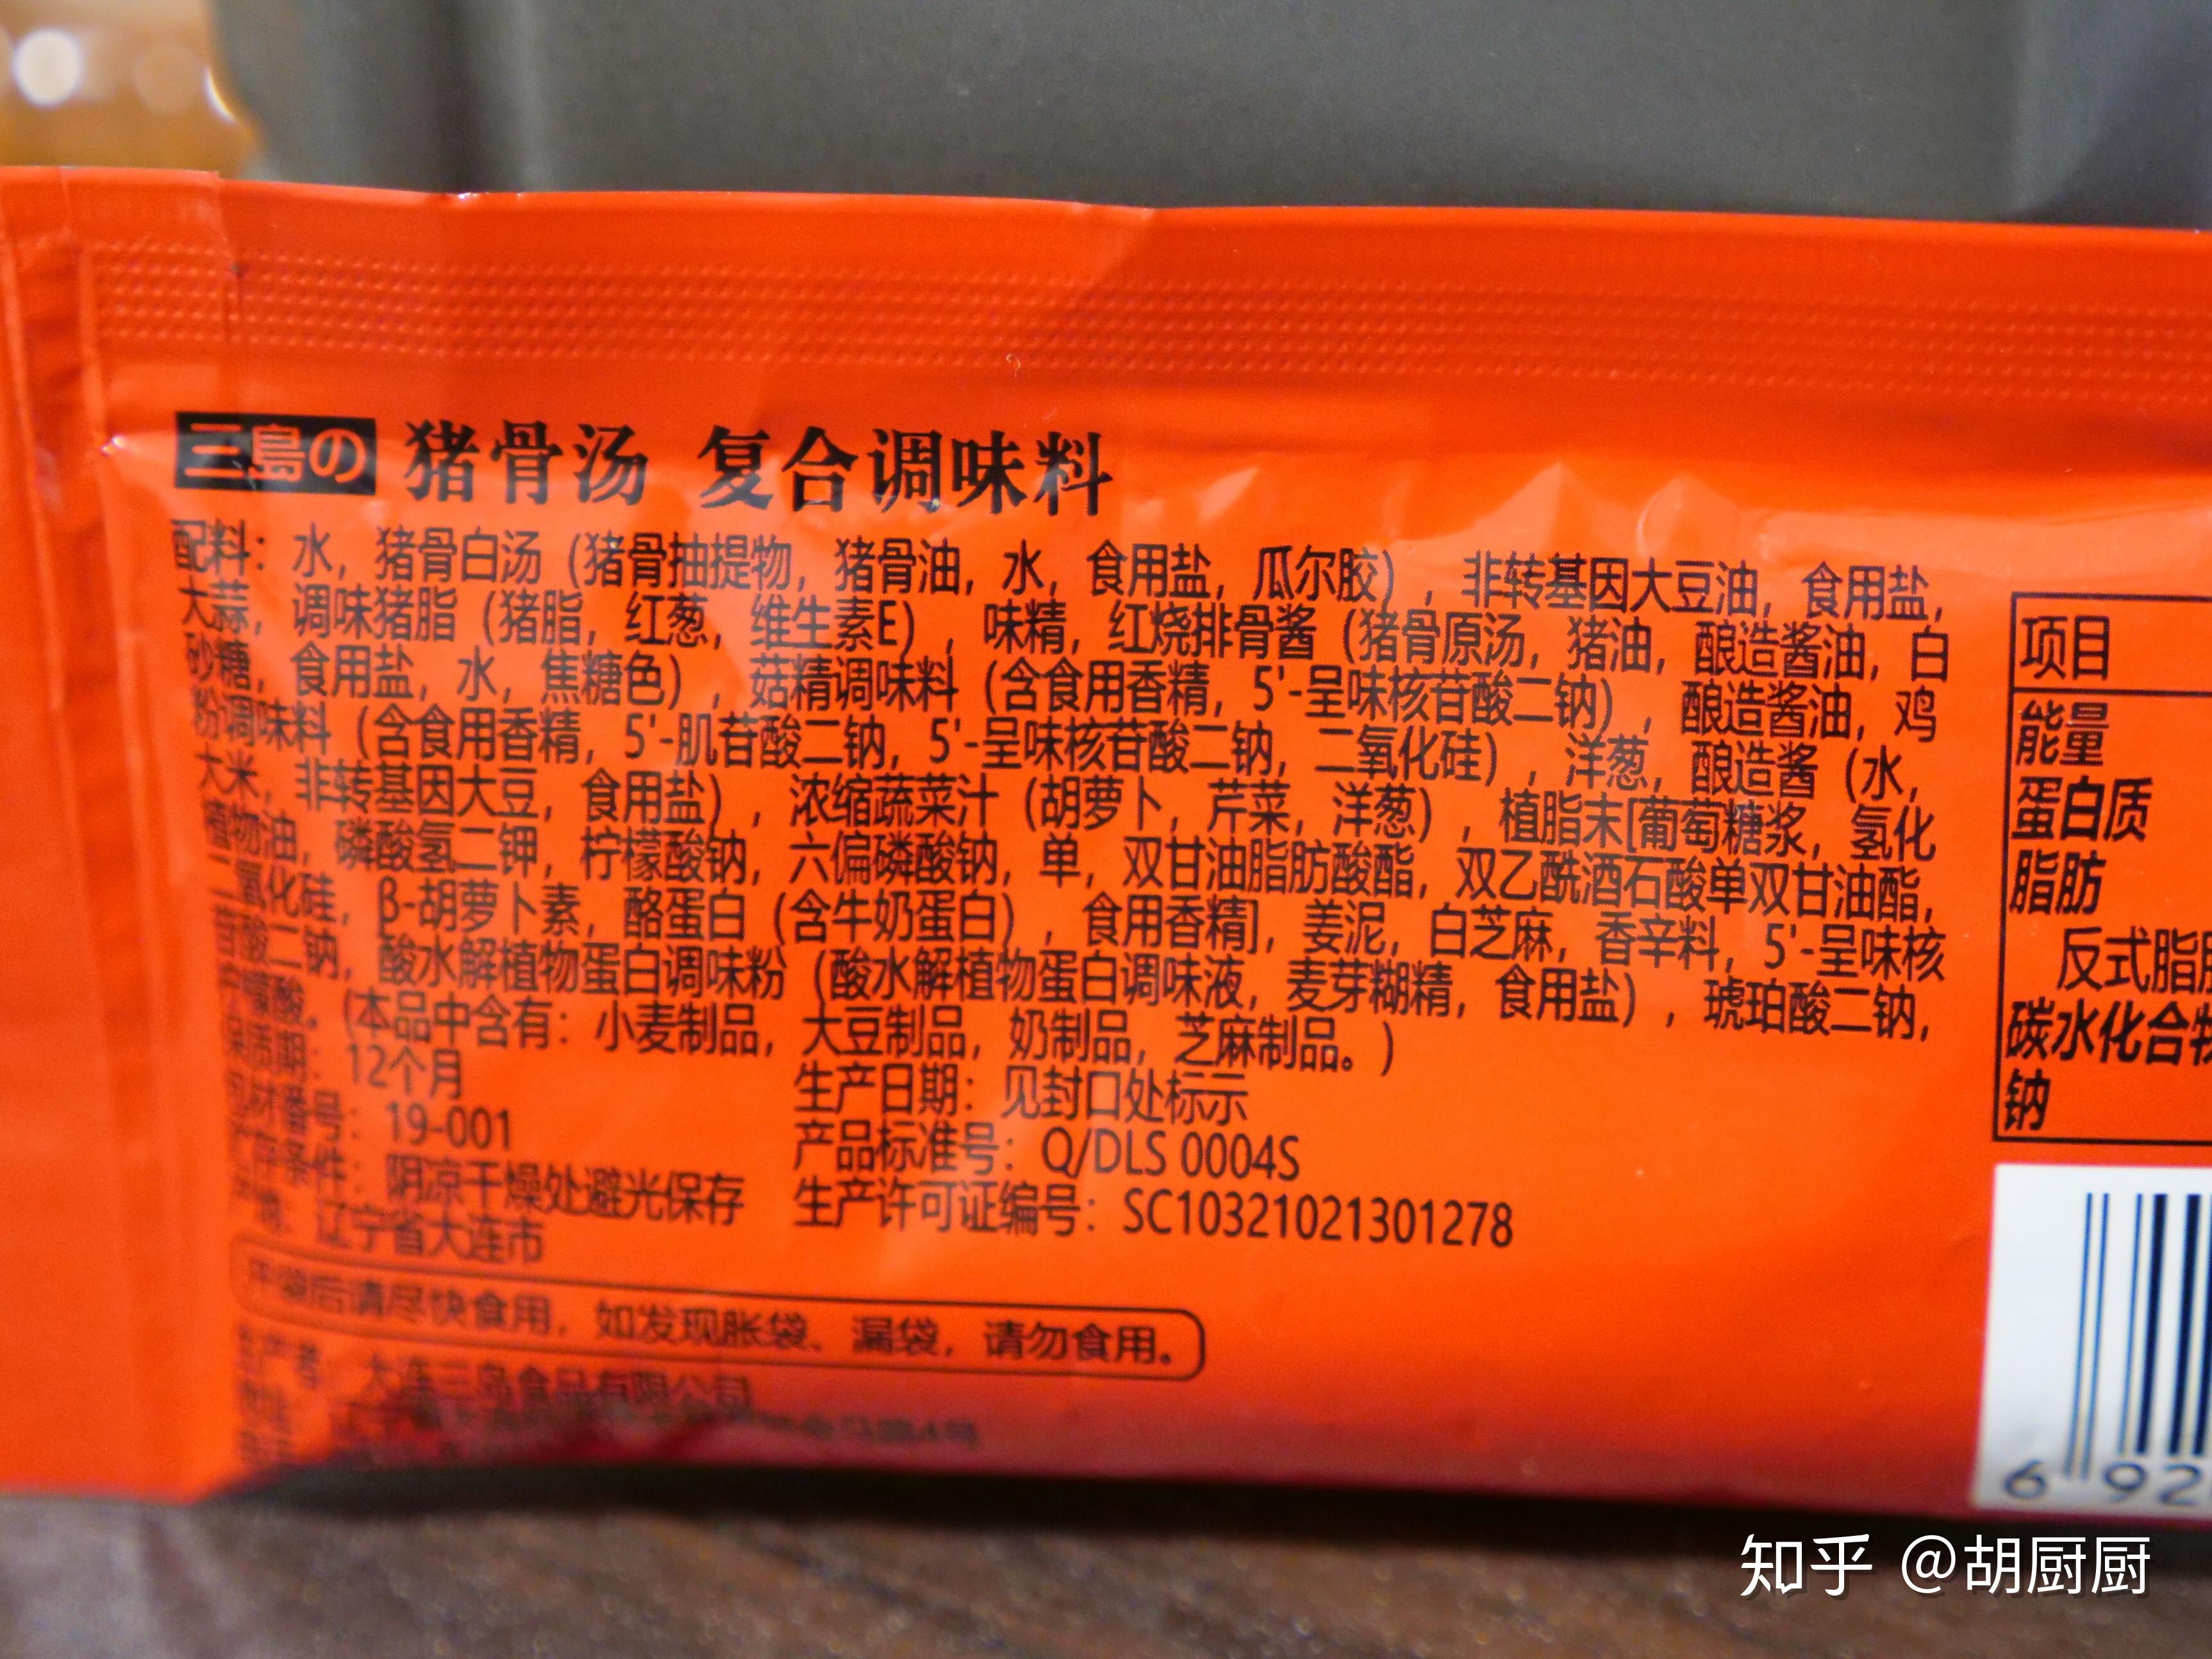 三島の 猪骨汤 复合调味料
配料：水，猪骨白汤（猪骨抽提物，猪骨油，水，食用盐，瓜尔胶），非转基因大豆油，食用盐，
大蒜，调味猪脂（猪脂，红葱，维生素E），味精，红烧排骨酱（猪骨原汤，猪油，酿造酱油，白
砂糖，食用盐，水，焦糖色），菇精调味料（含食用香精，5'-呈味核苷酸二钠），酿造酱油，鸡
粉调味料（含食用香精，5'-肌苷酸二钠，5'-呈味核苷酸二钠，二氧化硅），洋葱，酿造酱（水，
大米，非转基因大豆，食用盐），浓缩蔬菜汁（胡萝卜，芹菜，洋葱），植脂末[葡萄糖浆，氢化
植物油，磷酸氢二钾，柠檬酸钠，六偏磷酸钠，单，双甘油脂肪酸酯，双乙酰酒石酸单双甘油酯，
二氧化硅，β-胡萝卜素，酪蛋白（含牛奶蛋白），食用香精]，姜泥，白芝麻，香辛料，5'-呈味核
苷酸二钠，酸水解植物蛋白调味粉（酸水解植物蛋白调味液，麦芽糊精，食用盐），琥珀酸二钠，
柠檬酸。（本品中含有：小麦制品，大豆制品，奶制品，芝麻制品。）
保质期：12个月 生产日期：见封口处标示
包材番号：19-001 产品标准号：Q/DLS 0004S
贮存条件：阴凉干燥处避光保存 生产许可证编号：SC10321021301278
产地：辽宁省大连市
开袋后请尽快食用，如发现胀袋、漏袋，请勿食用。
生产者：大连三岛食品有限公司
项目
能量
蛋白质
脂肪
反式脂肪
碳水化合物
钠
6 92
知乎 @胡厨厨